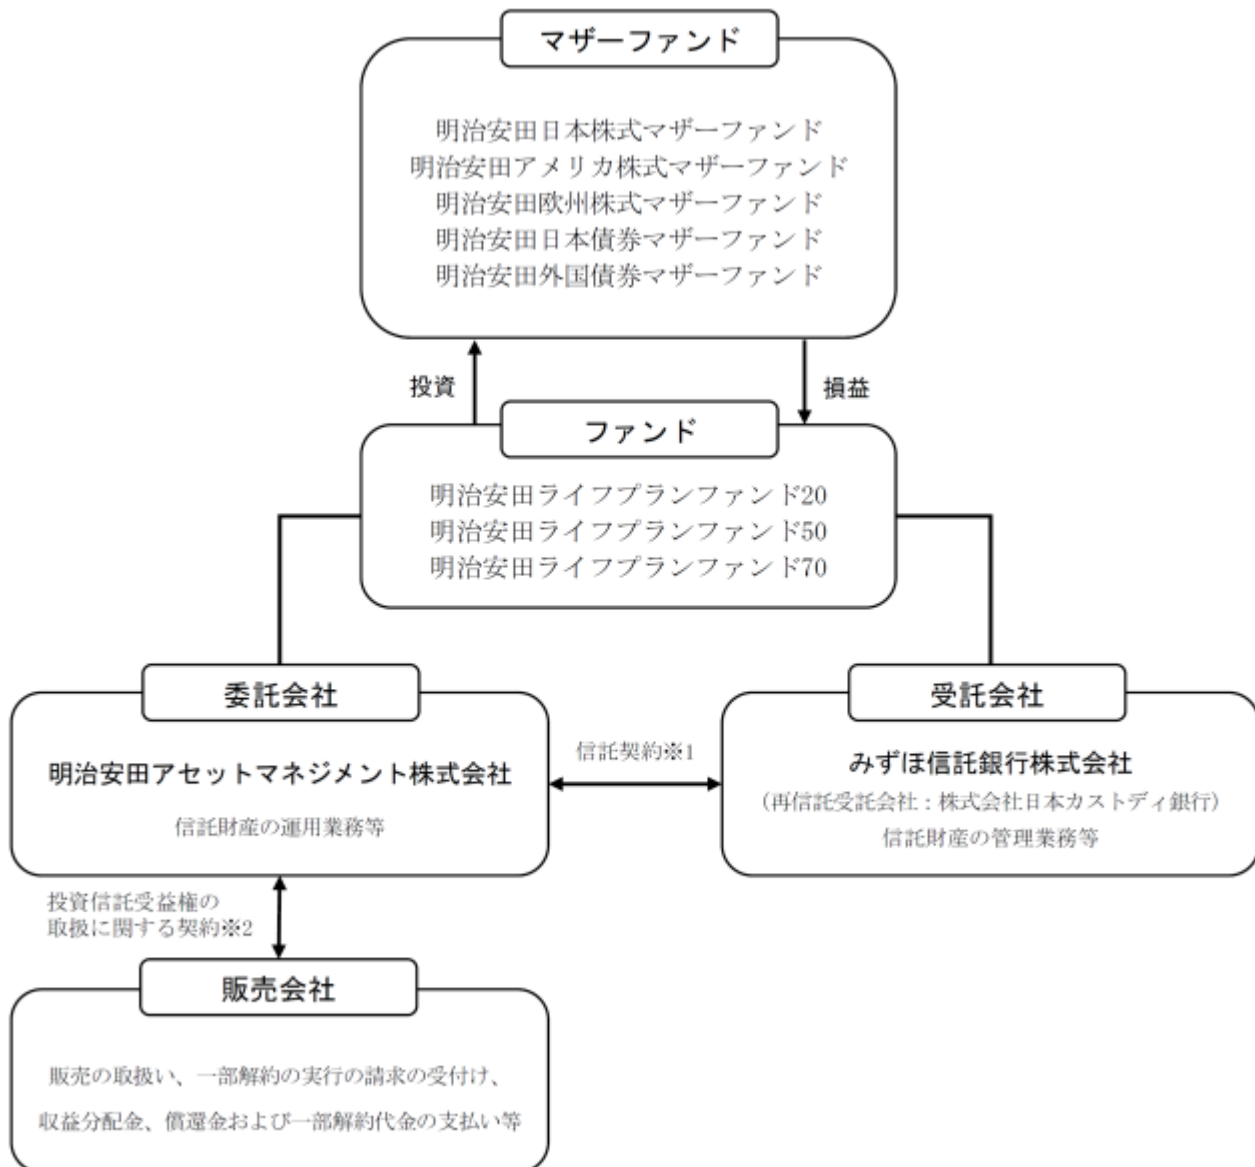 マザーファンド
明治安田日本株式マザーファンド
明治安田アメリカ株式マザーファンド
明治安田欧州株式マザーファンド
明治安田日本債券マザーファンド
明治安田外国債券マザーファンド
投資
損益
ファンド
明治安田ライフプランファンド20
明治安田ライフプランファンド50
明治安田ライフプランファンド70
委託会社
明治安田アセットマネジメント株式会社
信託財産の運用業務等
信託契約※1
受託会社
みずほ信託銀行株式会社
（再信託受託会社：株式会社日本カストディ銀行）
信託財産の管理業務等
投資信託受益権の
取扱に関する契約※2
販売会社
販売の取扱い、一部解約の実行の請求の受付け、
収益分配金、償還金および一部解約代金の支払い等